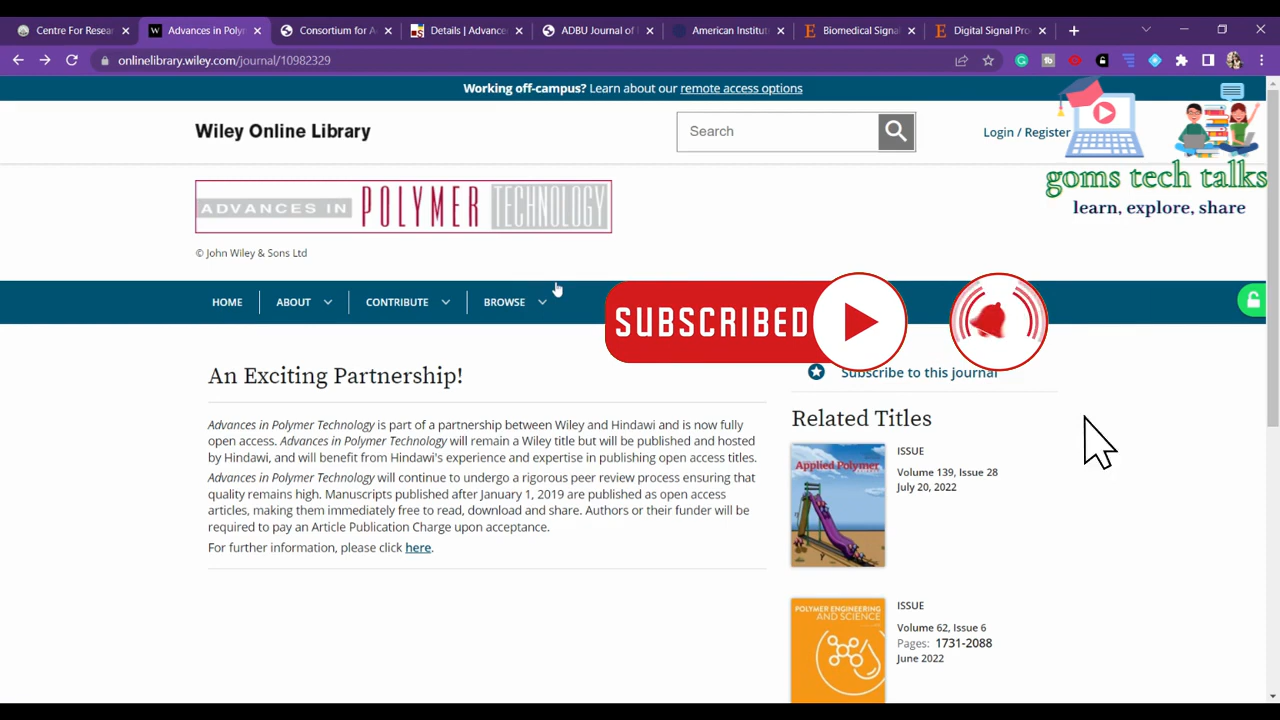 Centre For Resear
Advances in Poly
Consortium for A
Details | Advance
ADBU Journal of
American Institut
Biomedical Signal
Digital Signal Pro
onlinelibrary.wiley.com/journal/10982329
Working off-campus? Learn about our remote access options
Wiley Online Library
Search
Login / Register
goms tech talks
learn, explore, share
ADVANCES IN POLYMER TECHNOLOGY
© John Wiley & Sons Ltd
HOME
ABOUT
CONTRIBUTE
BROWSE
SUBSCRIBED
An Exciting Partnership!
Advances in Polymer Technology is part of a partnership between Wiley and Hindawi and is now fully
open access. Advances in Polymer Technology will remain a Wiley title but will be published and hosted
by Hindawi, and will benefit from Hindawi's experience and expertise in publishing open access titles.
Advances in Polymer Technology will continue to undergo a rigorous peer review process ensuring that
quality remains high. Manuscripts published after January 1, 2019 are published as open access
articles, making them immediately free to read, download and share. Authors or their funder will be
required to pay an Article Publication Charge upon acceptance.
For further information, please click here.
Subscribe to this journal
Related Titles
Applied Polymer
ISSUE
Volume 139, Issue 28
July 20, 2022
POLYMER ENGINEERING
AND SCIENCE
ISSUE
Volume 62, Issue 6
Pages: 1731-2088
June 2022